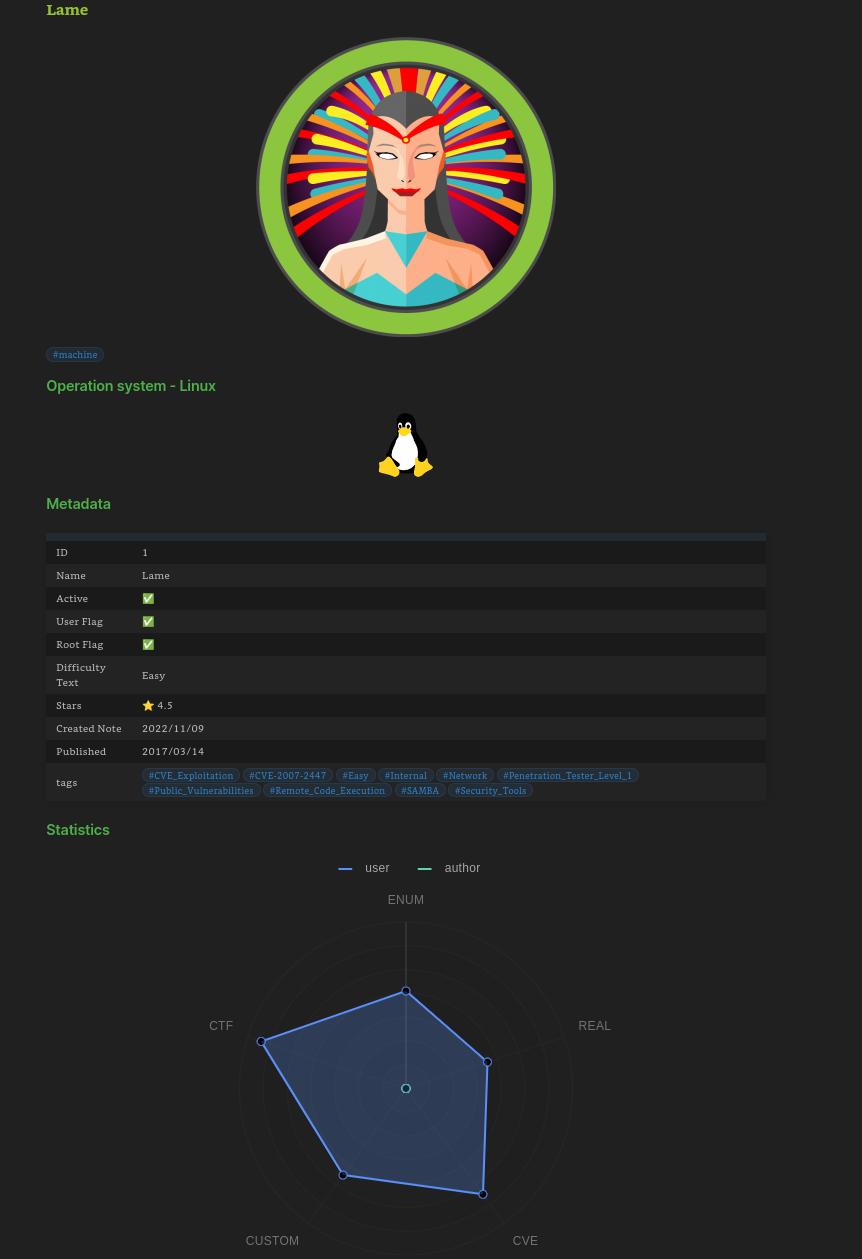 Lame
#machine
Operation system - Linux
Metadata
ID 1
Name Lame
Active ✅
User Flag ✅
Root Flag ✅
Difficulty
Text Easy
Stars ⭐ 4.5
Created Note 2022/11/09
Published 2017/03/14
tags #CVE_Exploitation #CVE-2007-2447 #Easy #Internal #Network #Penetration_Tester_Level_1
#Public_Vulnerabilities #Remote_Code_Execution #SAMBA #Security_Tools
Statistics
user author
ENUM
CTF REAL
CUSTOM CVE